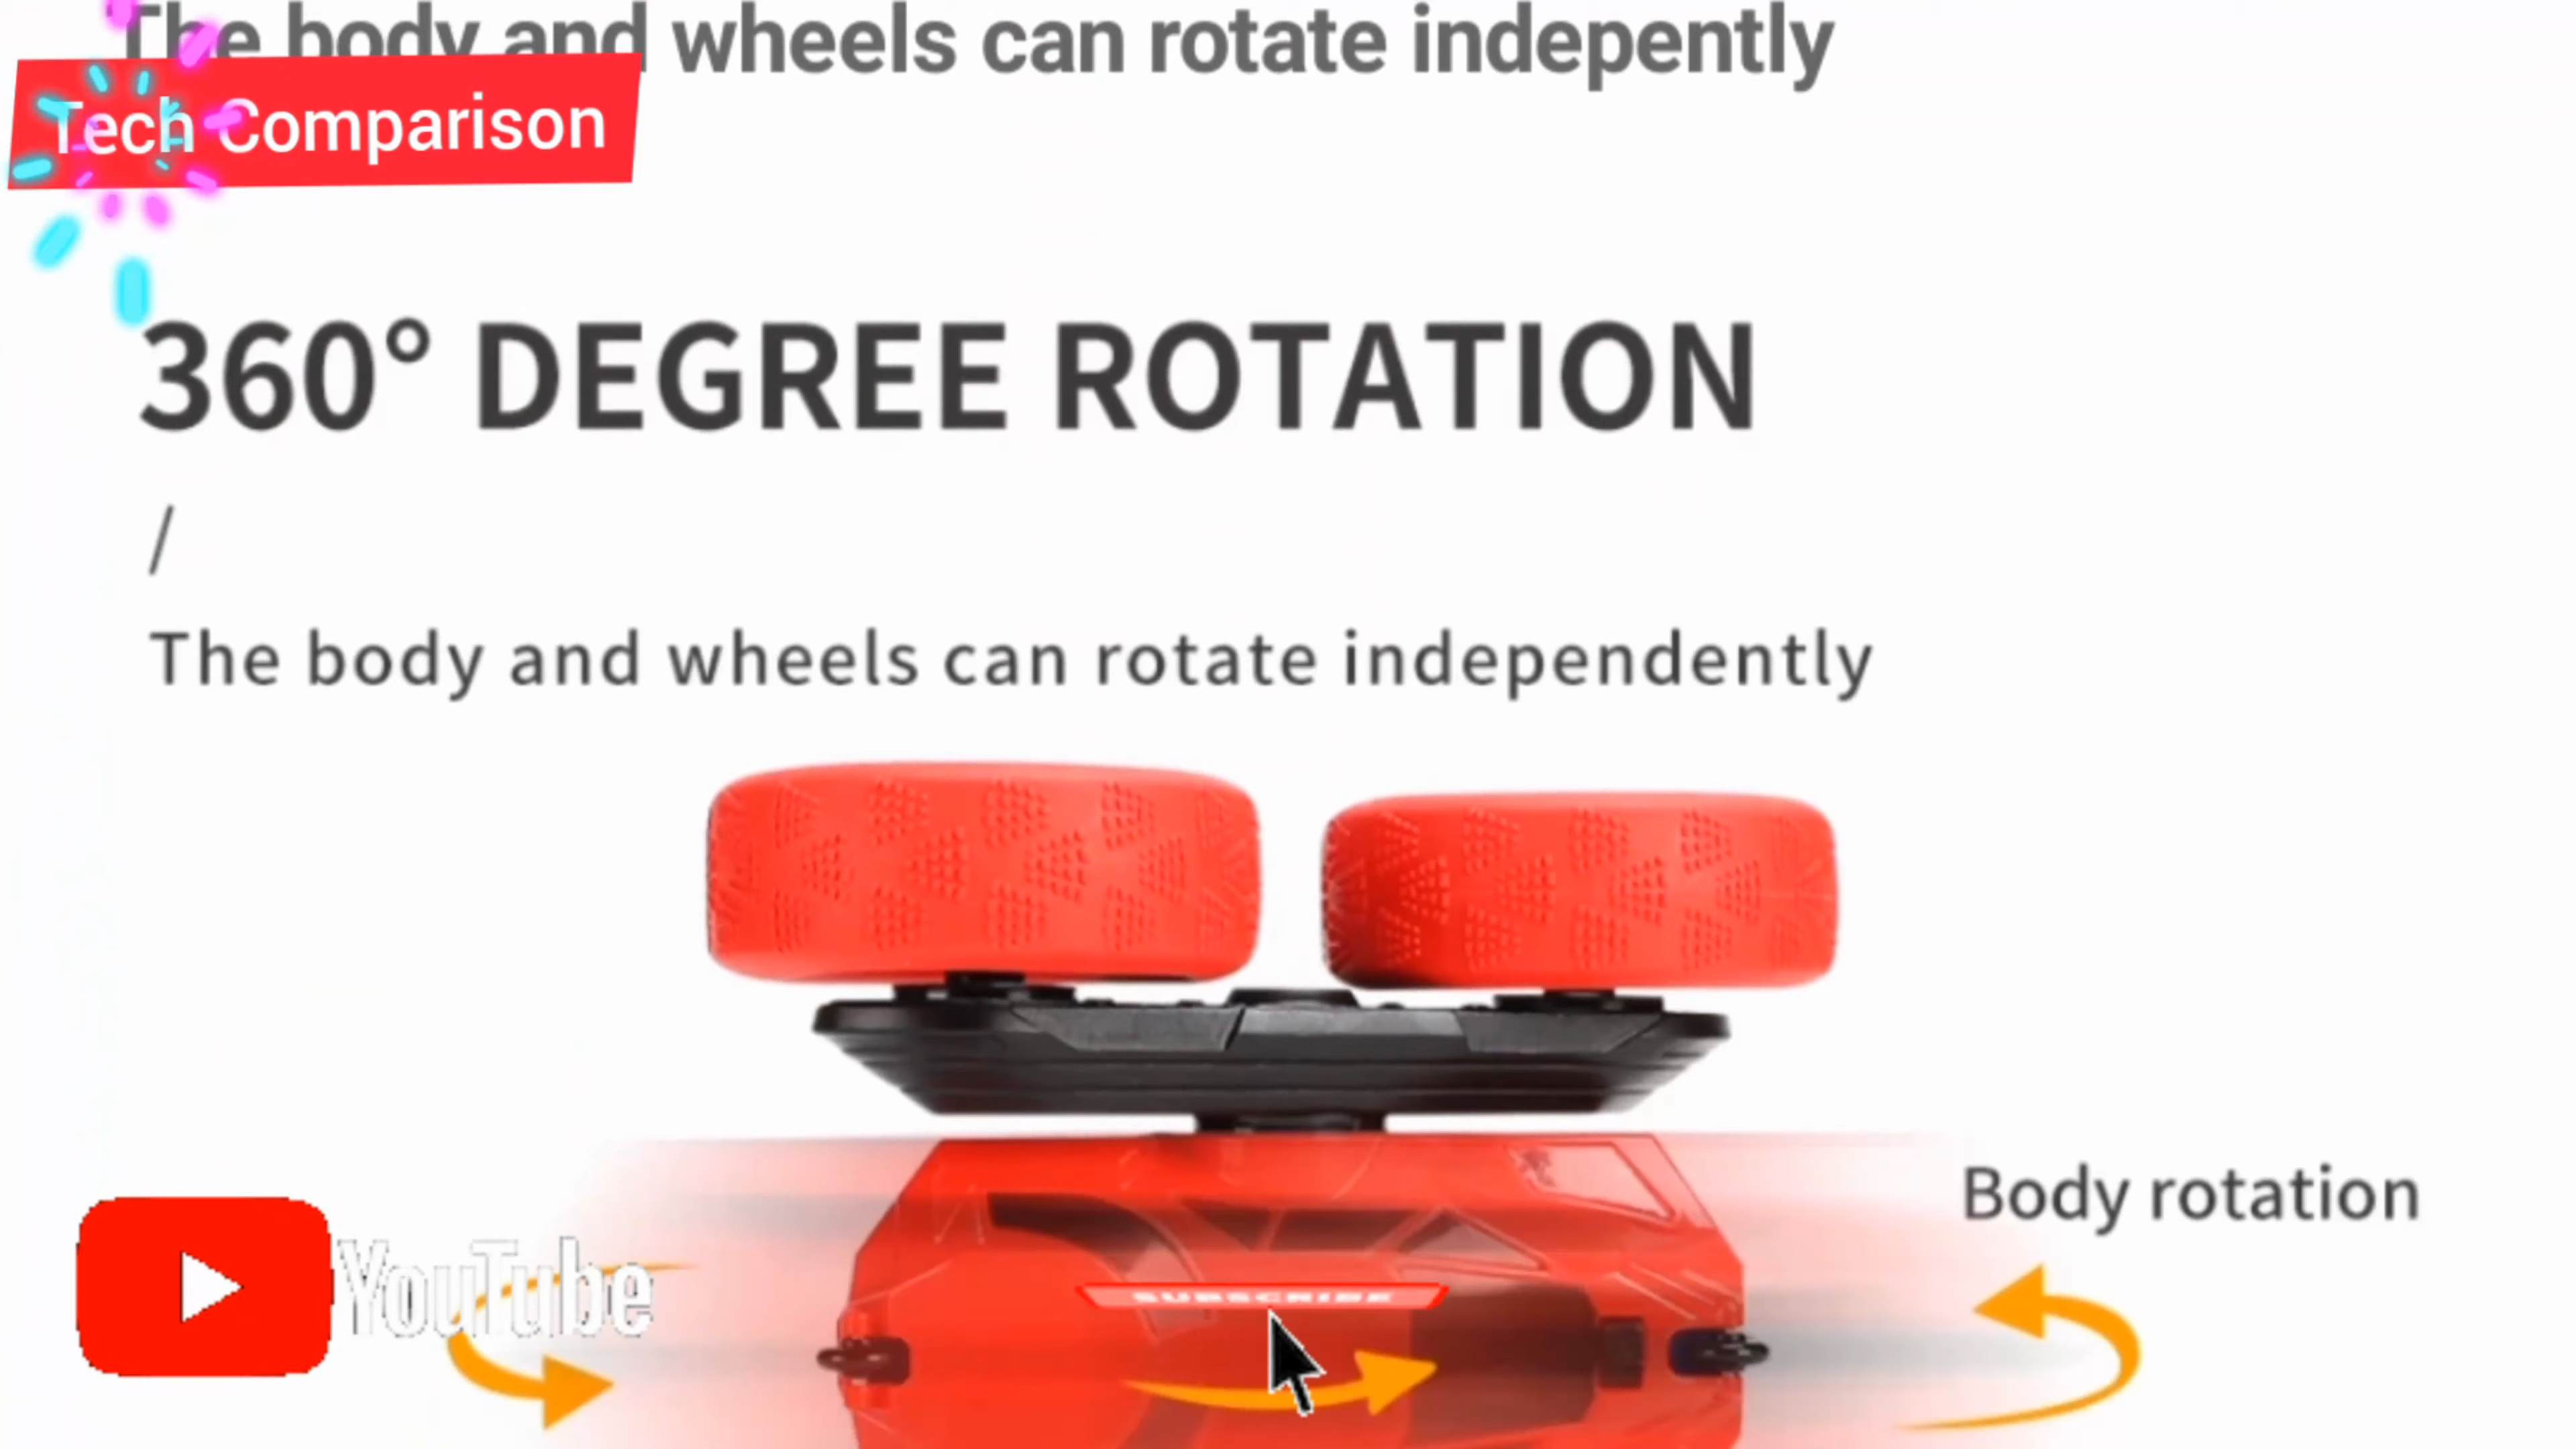 The body and wheels can rotate indepently
Tech Comparison
360° DEGREE ROTATION
/
The body and wheels can rotate independently
Body rotation
YouTube
SUBSCRIBE